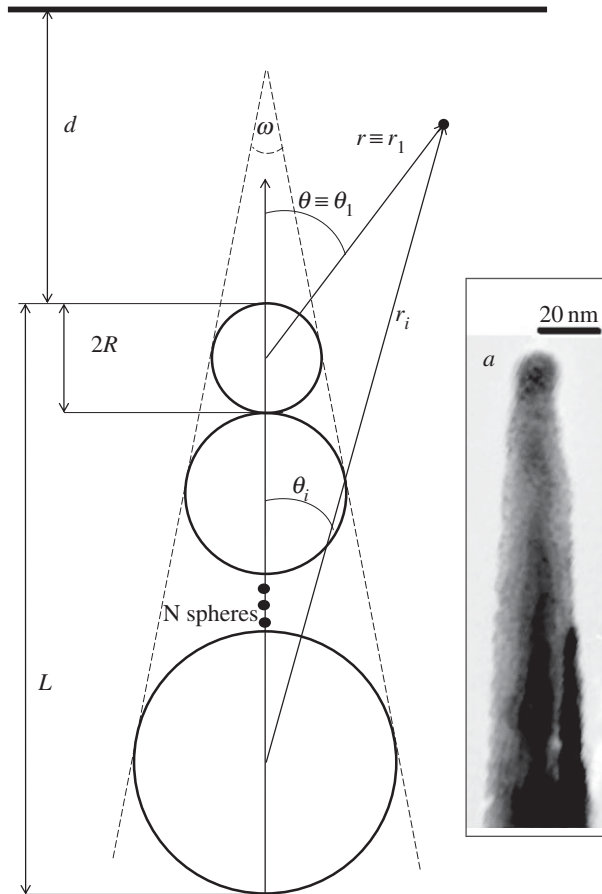 d
ω
r ≡ r₁
θ ≡ θ₁
2R
rᵢ
20 nm
a
θᵢ
N spheres
L